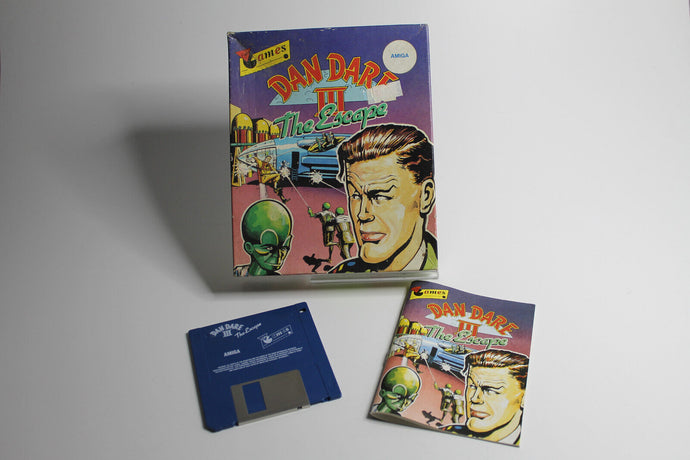 Games
AMIGA
DAN DARE
III
The Escape
DAN DARE
III
The Escape
AMIGA
Games
DAN DARE
III
The Escape